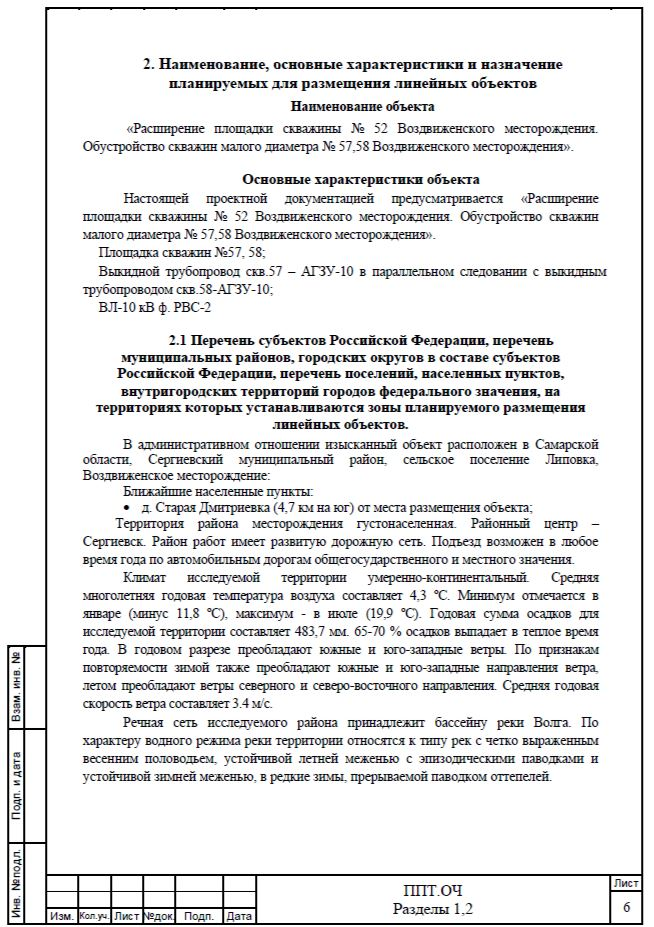 2. Наименование, основные характеристики и назначение
планируемых для размещения линейных объектов
Наименование объекта
«Расширение площадки скважины № 52 Воздвиженского месторождения.
Обустройство скважин малого диаметра № 57,58 Воздвиженского месторождения».
Основные характеристики объекта
Настоящей проектной документацией предусматривается «Расширение
площадки скважины № 52 Воздвиженского месторождения. Обустройство скважин
малого диаметра № 57,58 Воздвиженского месторождения».
Площадка скважин №57, 58;
Выкидной трубопровод скв.57 – АГЗУ-10 в параллельном следовании с выкидным
трубопроводом скв.58-АГЗУ-10;
ВЛ-10 кВ ф. РВС-2
2.1 Перечень субъектов Российской Федерации, перечень
муниципальных районов, городских округов в составе субъектов
Российской Федерации, перечень поселений, населенных пунктов,
внутригородских территорий городов федерального значения, на
территориях которых устанавливаются зоны планируемого размещения
линейных объектов.
В административном отношении изысканный объект расположен в Самарской
области, Сергиевский муниципальный район, сельское поселение Липовка,
Воздвиженское месторождение:
Ближайшие населенные пункты:
• д. Старая Дмитриевка (4,7 км на юг) от места размещения объекта;
Территория района месторождения густонаселенная. Районный центр –
Сергиевск. Район работ имеет развитую дорожную сеть. Подъезд возможен в любое
время года по автомобильным дорогам общегосударственного и местного значения.
Климат исследуемой территории умеренно-континентальный. Средняя
многолетняя годовая температура воздуха составляет 4,3 °С. Минимум отмечается в
январе (минус 11,8 °С), максимум - в июле (19,9 °С). Годовая сумма осадков для
исследуемой территории составляет 483,7 мм. 65-70 % осадков выпадает в теплое время
года. В годовом разрезе преобладают южные и юго-западные ветры. По признакам
повторяемости зимой также преобладают южные и юго-западные направления ветра,
летом преобладают ветры северного и северо-восточного направления. Средняя годовая
скорость ветра составляет 3.4 м/с.
Речная сеть исследуемого района принадлежит бассейну реки Волга. По
характеру водного режима реки территории относятся к типу рек с четко выраженным
весенним половодьем, устойчивой летней меженью с эпизодическими паводками и
устойчивой зимней меженью, в редкие зимы, прерываемой паводком оттепелей.
Взам. инв. №
Подп. и дата
Инв. №подл.
Изм. Кол.уч. Лист №док. Подп. Дата
ППТ.ОЧ
Разделы 1,2
Лист
6